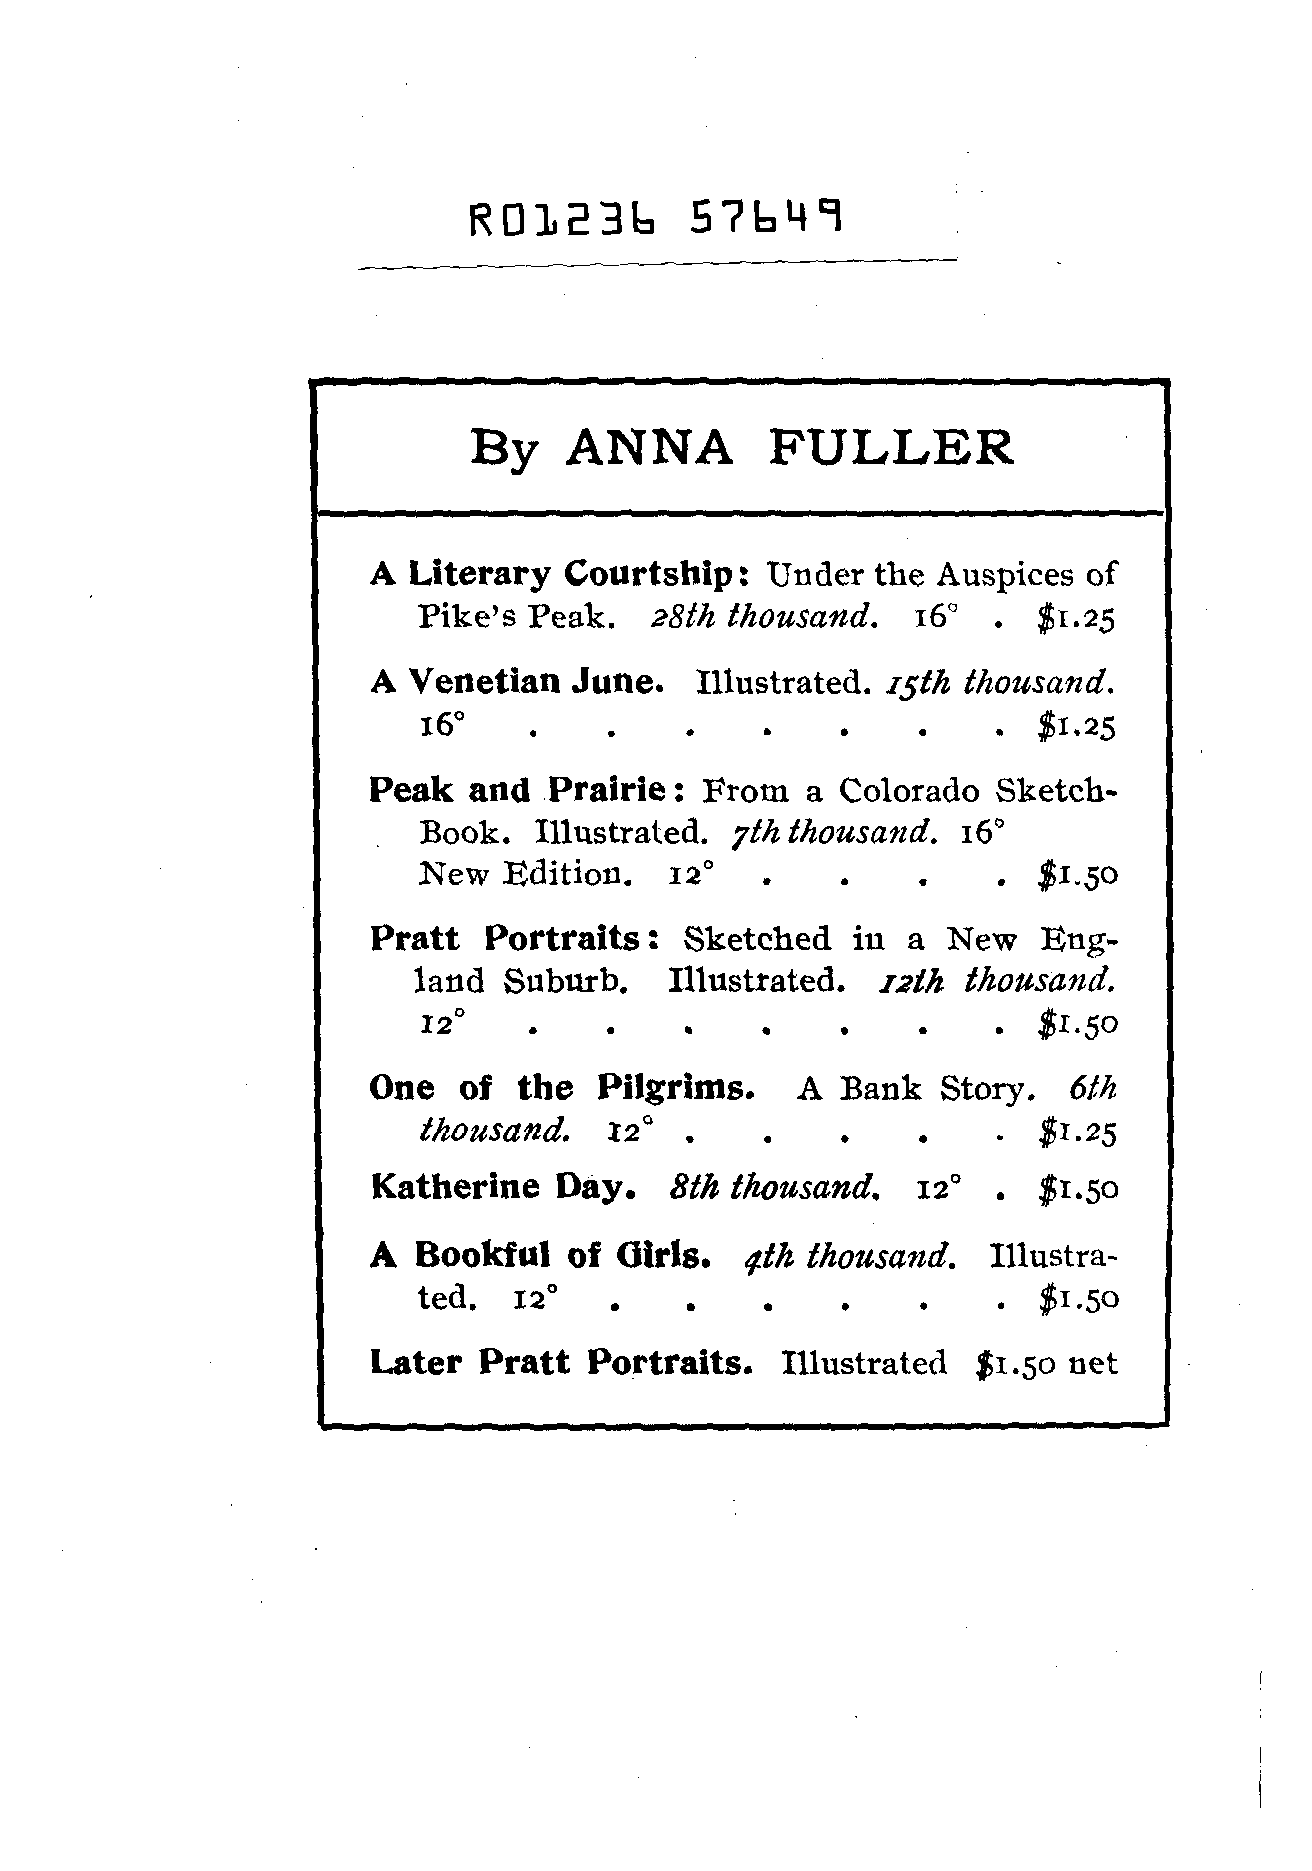 R01236 57649
By ANNA FULLER
A Literary Courtship: Under the Auspices of
Pike's Peak. 28th thousand. 16° . $1.25
A Venetian June. Illustrated. 15th thousand.
16° . . . . . . . $1.25
Peak and Prairie: From a Colorado Sketch-
Book. Illustrated. 7th thousand. 16°
New Edition. 12° . . . . $1.50
Pratt Portraits: Sketched in a New Eng-
land Suburb. Illustrated. 12th thousand.
12° . . . . . . . $1.50
One of the Pilgrims. A Bank Story. 6th
thousand. 12° . . . . . $1.25
Katherine Day. 8th thousand. 12° . $1.50
A Bookful of Girls. 4th thousand. Illustra-
ted. 12° . . . . . . $1.50
Later Pratt Portraits. Illustrated $1.50 net